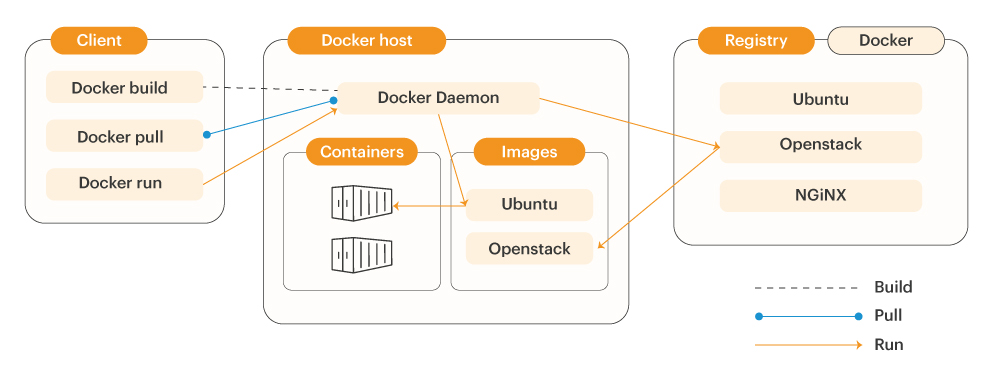 Client
Docker build
Docker pull
Docker run
Docker host
Docker Daemon
Containers
Images
Ubuntu
Openstack
Registry
Docker
Ubuntu
Openstack
NGiNX
Build
Pull
Run